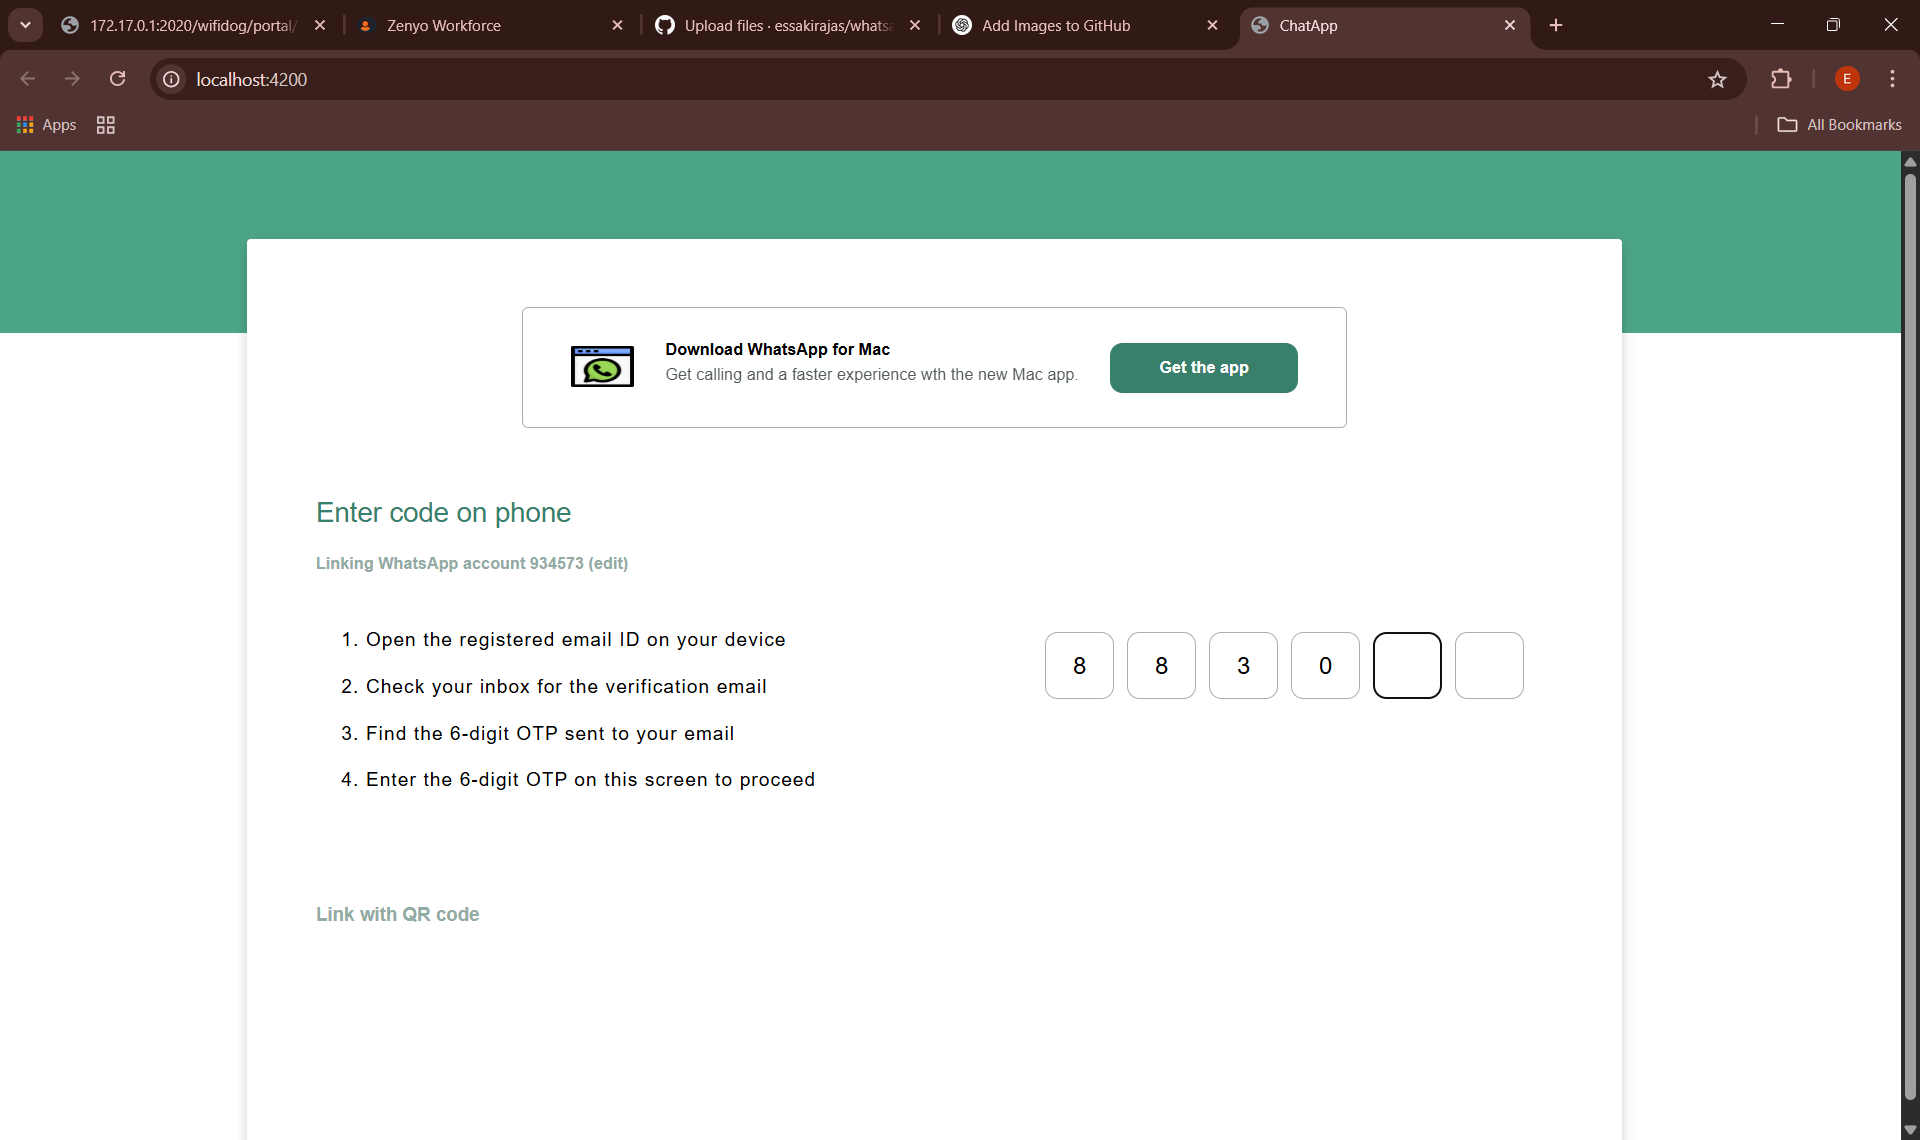 172.17.0.1:2020/wifidog/portal/
Zenyo Workforce
Upload files · essakirajas/whatsa
Add Images to GitHub
ChatApp
localhost:4200
E
Apps
All Bookmarks
Download WhatsApp for Mac
Get calling and a faster experience wth the new Mac app.
Get the app
Enter code on phone
Linking WhatsApp account 934573 (edit)
1. Open the registered email ID on your device
2. Check your inbox for the verification email
3. Find the 6-digit OTP sent to your email
4. Enter the 6-digit OTP on this screen to proceed
8 8 3 0
Link with QR code